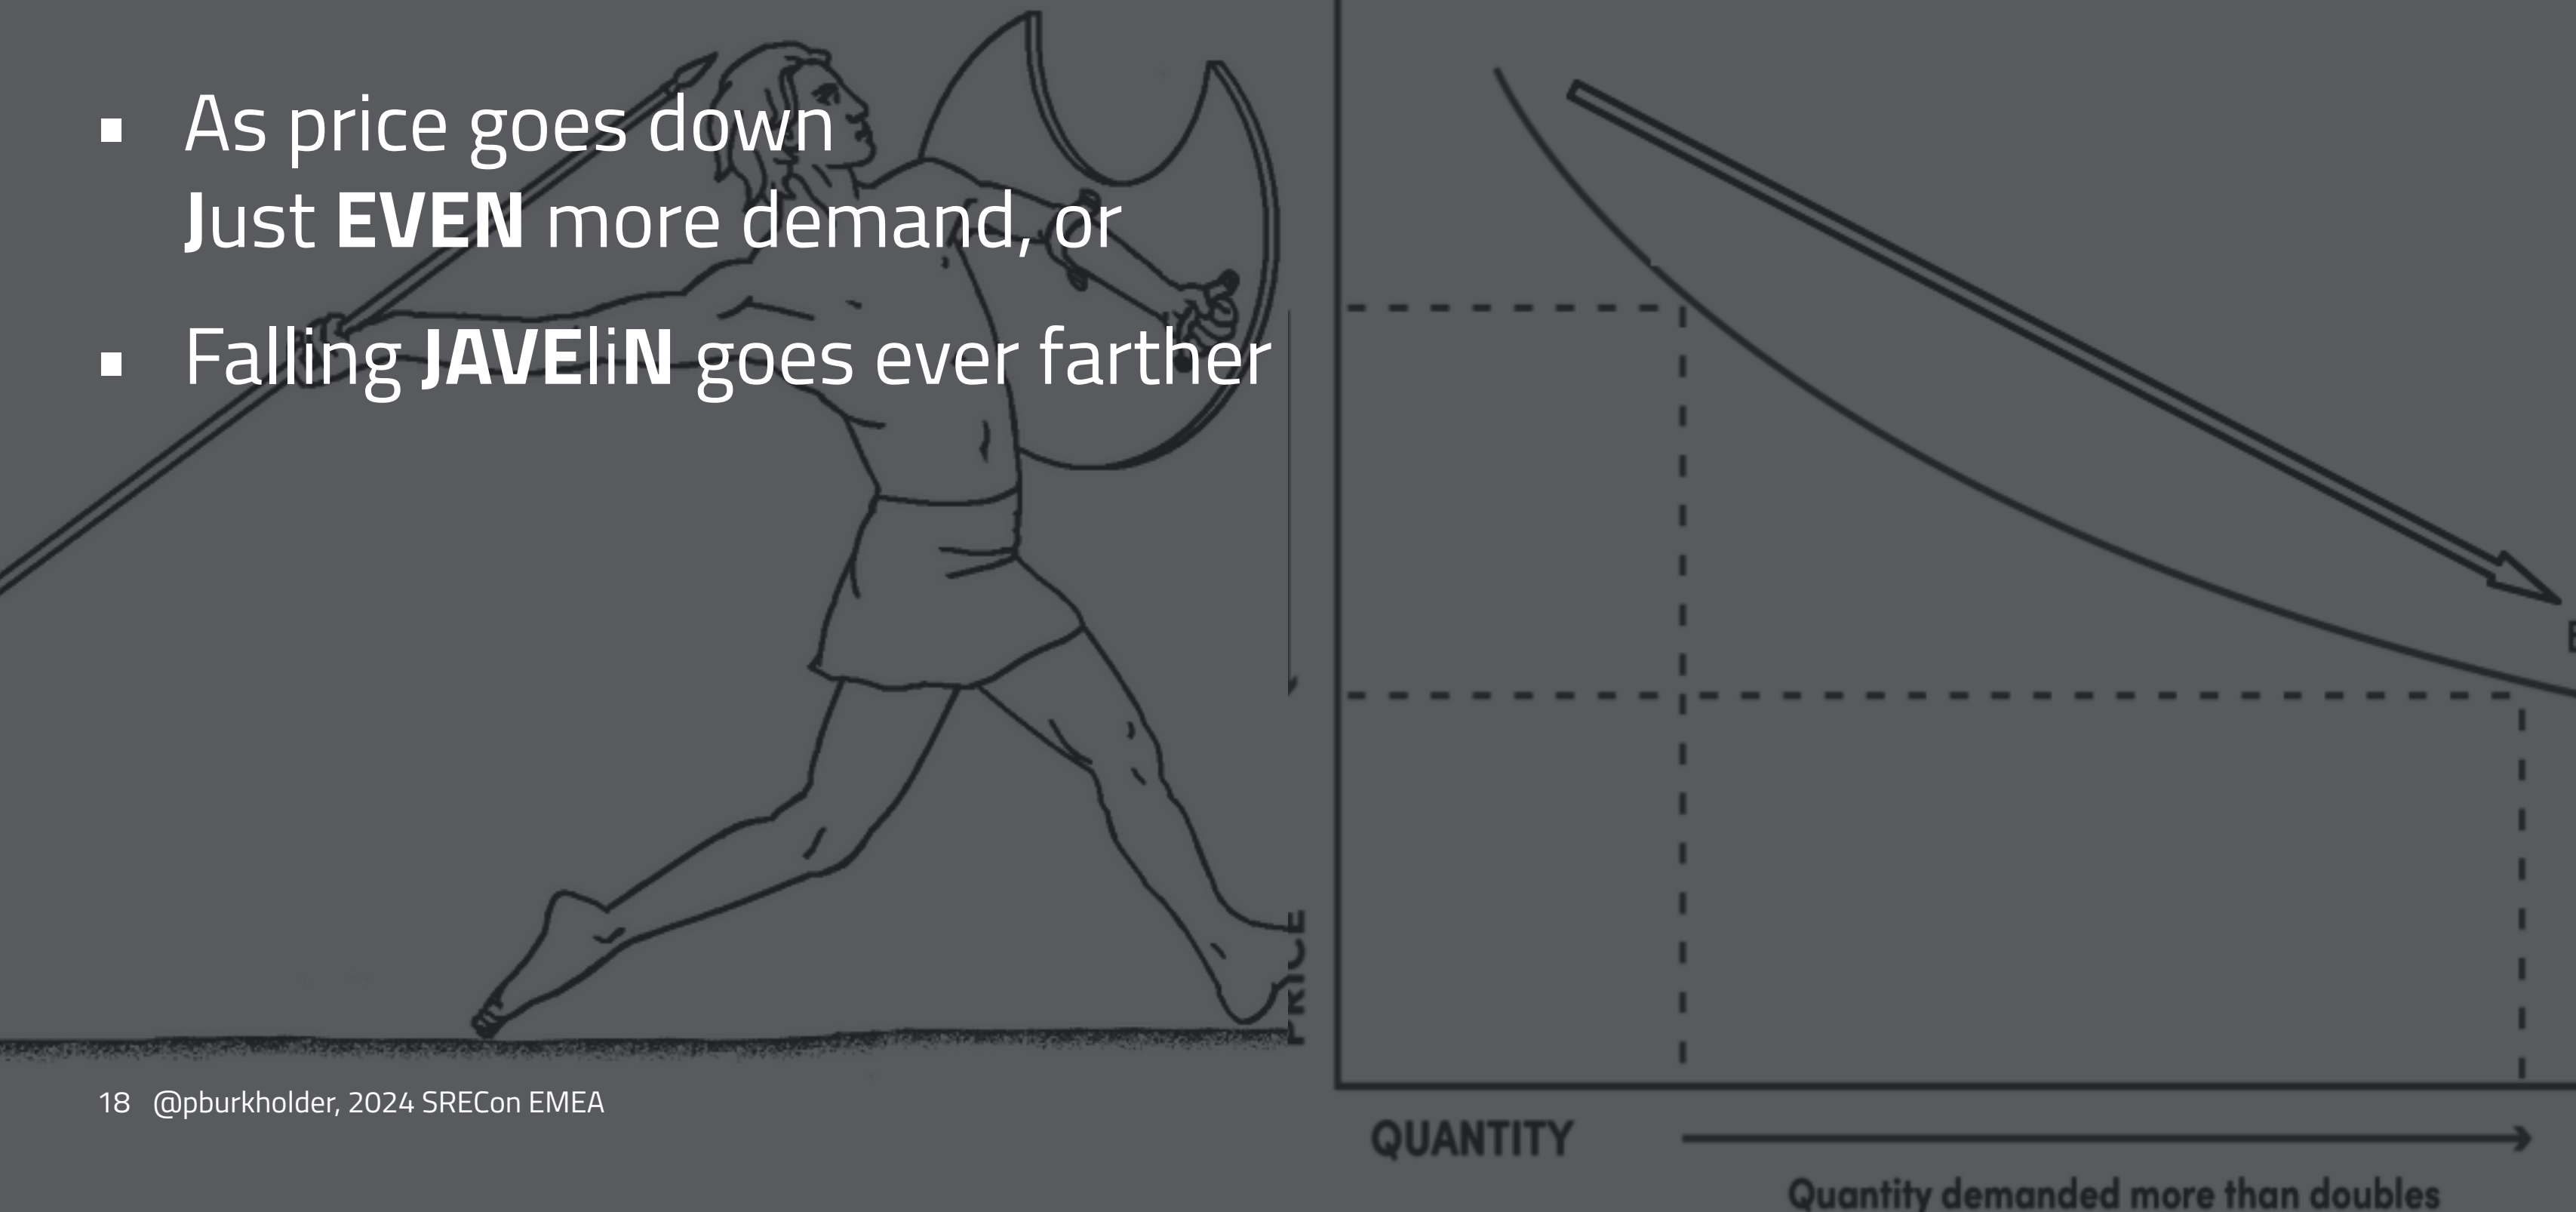 ▪ As price goes down
Just EVEN more demand, or
▪ Falling JAVEliN goes ever farther
PRICE
QUANTITY
Quantity demanded more than doubles
18 @pburkholder, 2024 SRECon EMEA